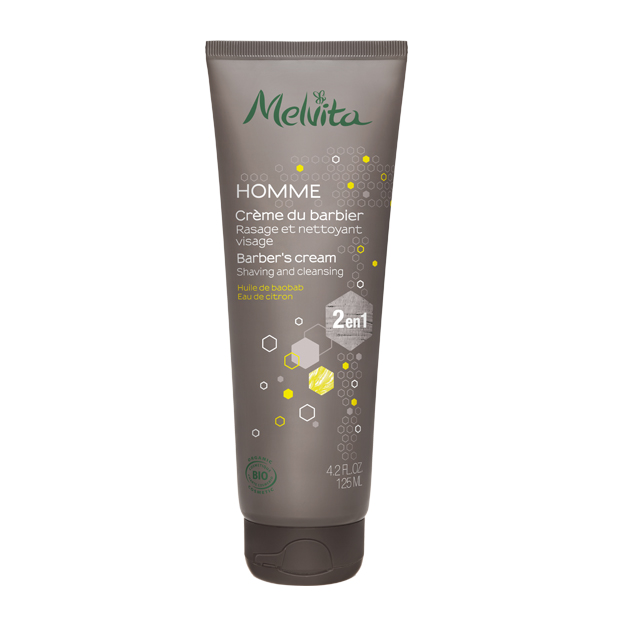 Melvita
HOMME
Crème du barbier
Rasage et nettoyant
visage
Barber's cream
Shaving and cleansing
Huile de baobab
Eau de citron
2en1
BIO
4.2 FL.OZ.
125 ML